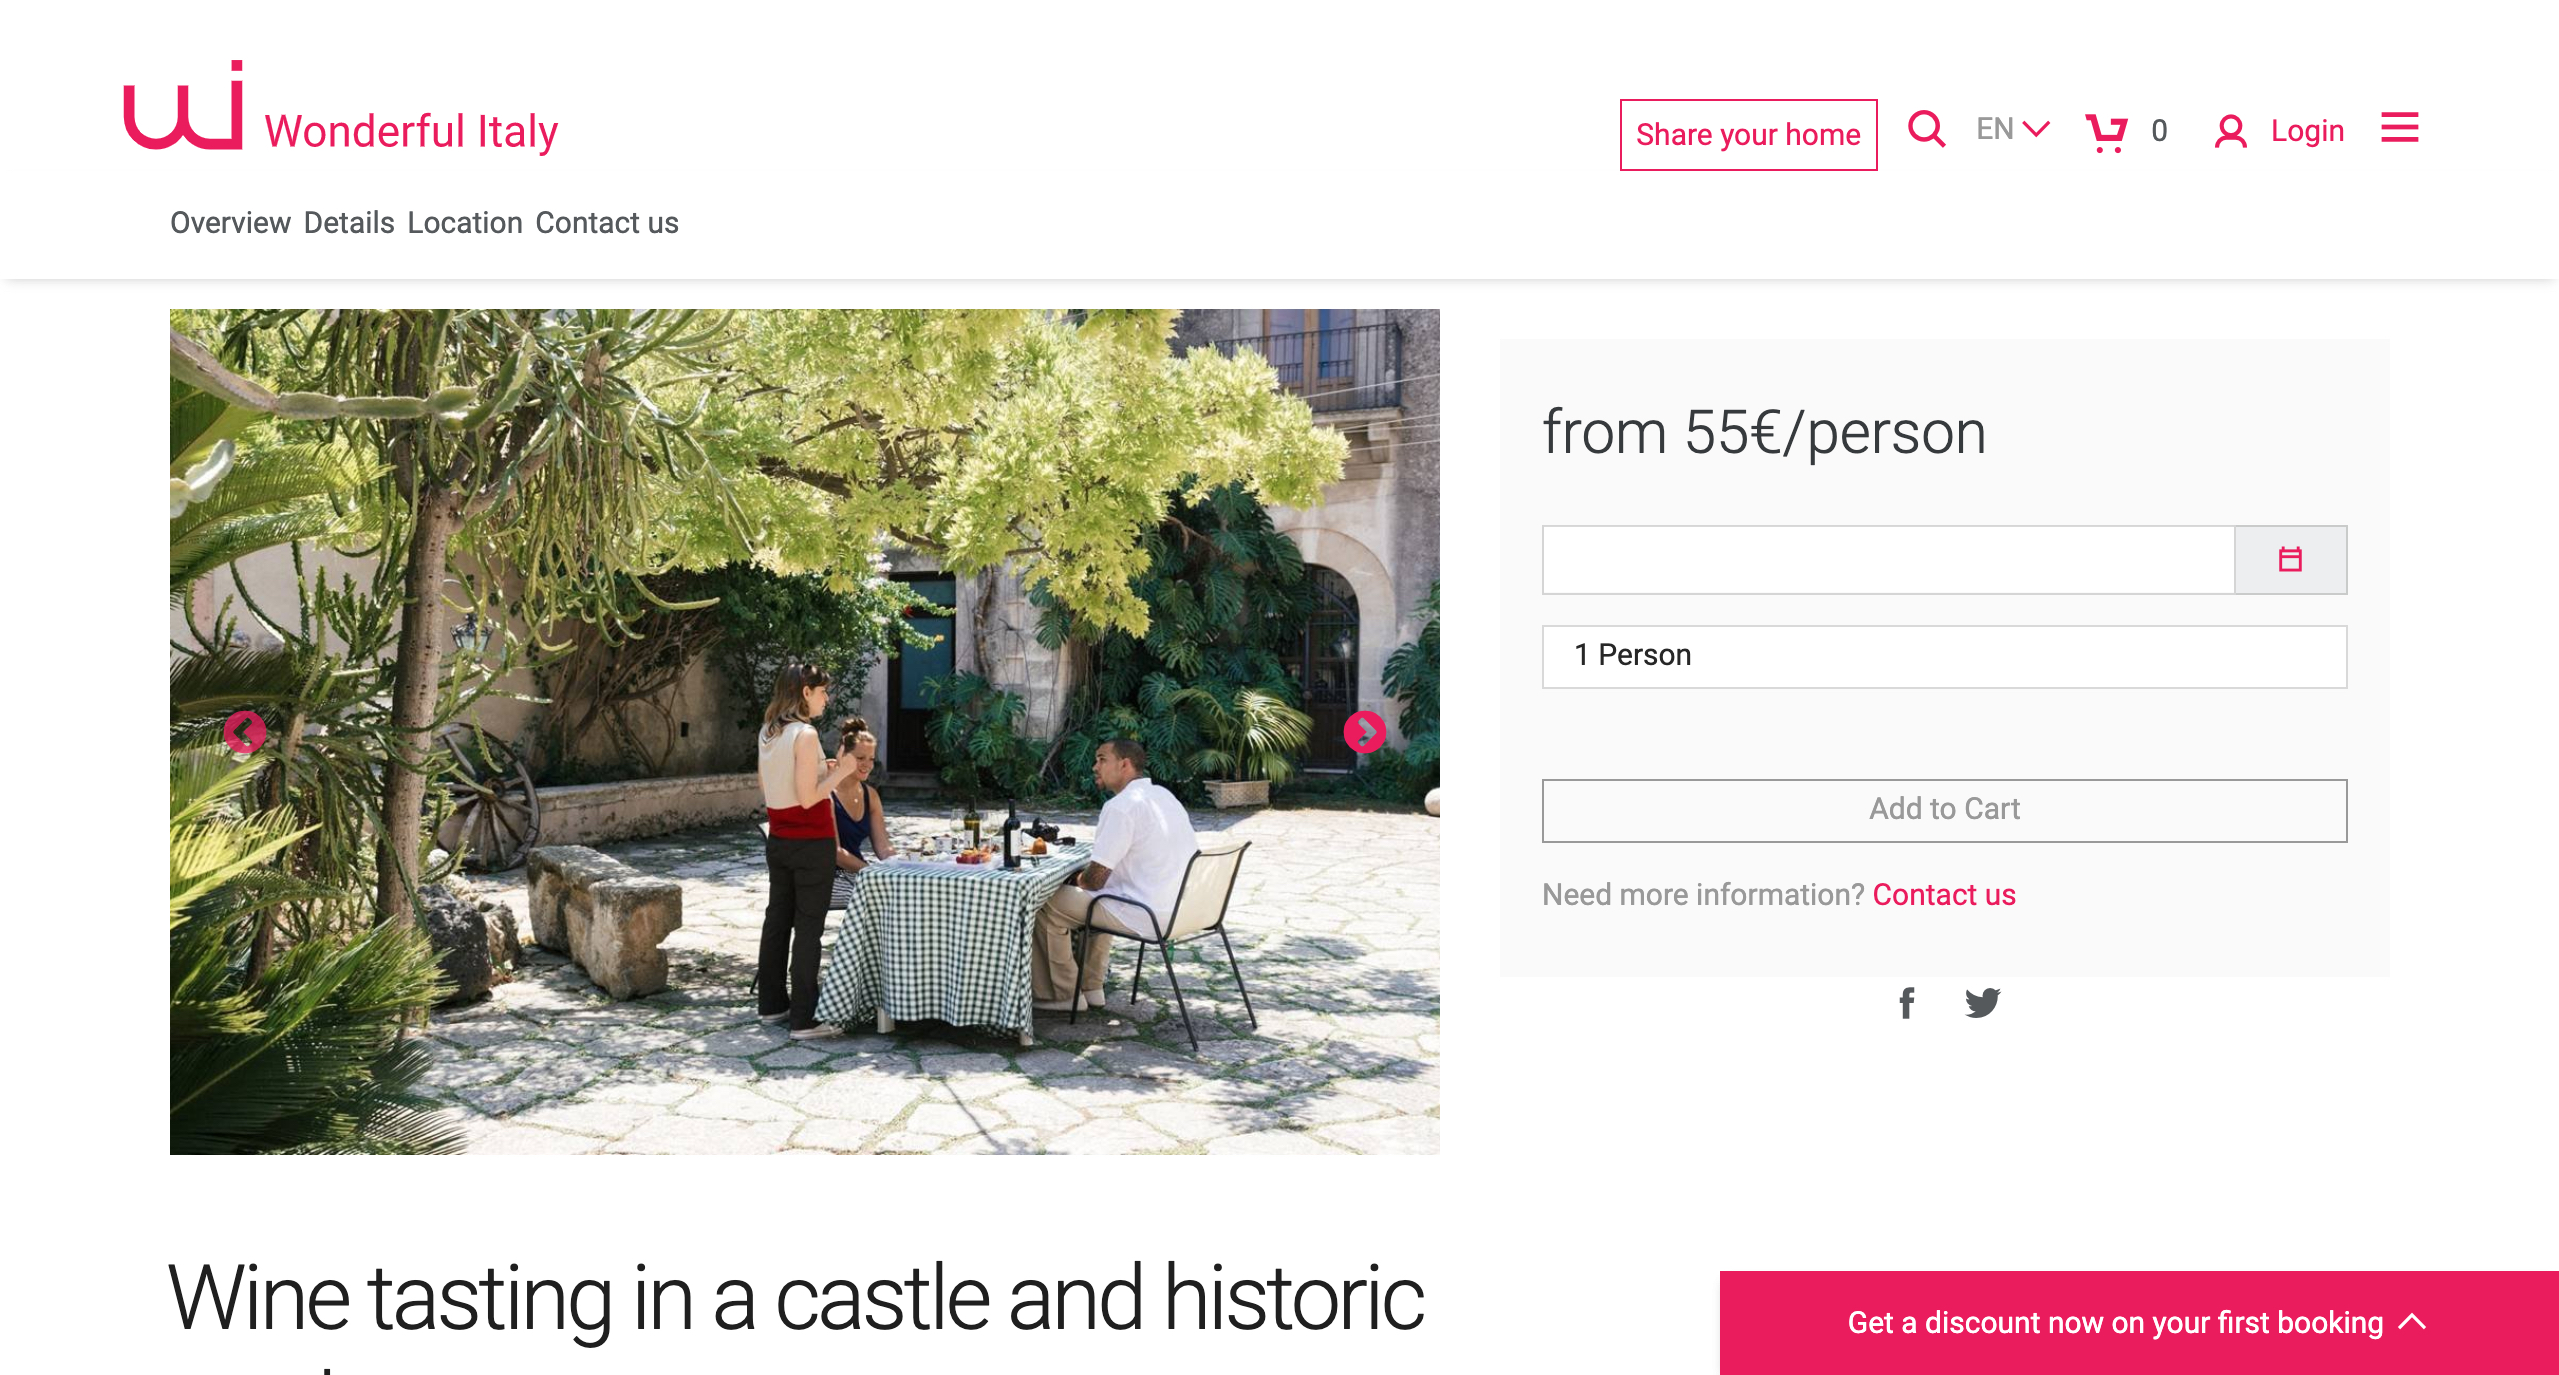 wi Wonderful Italy
Share your home
EN
0
Login
Overview Details Location Contact us
from 55€/person
1 Person
Add to Cart
Need more information? Contact us
Wine tasting in a castle and historic
Get a discount now on your first booking